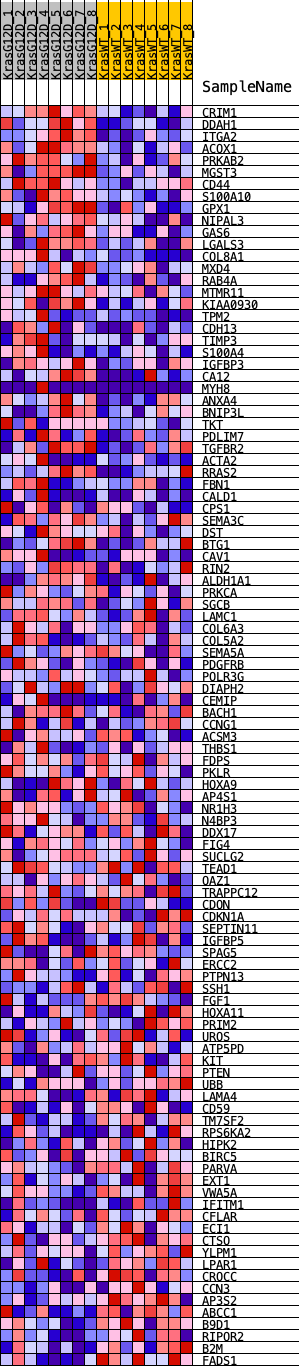 KrasG12D_1
KrasG12D_2
KrasG12D_3
KrasG12D_4
KrasG12D_5
KrasG12D_6
KrasG12D_7
KrasG12D_8
KrasWT_1
KrasWT_2
KrasWT_3
KrasWT_4
KrasWT_5
KrasWT_6
KrasWT_7
KrasWT_8
SampleName
CRIM1
DDAH1
ITGA2
ACOX1
PRKAB2
MGST3
CD44
S100A10
GPX1
NIPAL3
GAS6
LGALS3
COL8A1
MXD4
RAB4A
MTMR11
KIAA0930
TPM2
CDH13
TIMP3
S100A4
IGFBP3
CA12
MYH8
ANXA4
BNIP3L
TKT
PDLIM7
TGFBR2
ACTA2
RRAS2
FBN1
CALD1
CPS1
SEMA3C
DST
BTG1
CAV1
RIN2
ALDH1A1
PRKCA
SGCB
LAMC1
COL6A3
COL5A2
SEMA5A
PDGFRB
POLR3G
DIAPH2
CEMIP
BACH1
CCNG1
ACSM3
THBS1
FDPS
PKLR
HOXA9
AP4S1
NR1H3
N4BP3
DDX17
FIG4
SUCLG2
TEAD1
OAZ1
TRAPPC12
CDON
CDKN1A
SEPTIN11
IGFBP5
SPAG5
ERCC2
PTPN13
SSH1
FGF1
HOXA11
PRIM2
UROS
ATP5PD
KIT
PTEN
UBB
LAMA4
CD59
TM7SF2
RPS6KA2
HIPK2
BIRC5
PARVA
EXT1
VWA5A
IFITM1
CFLAR
ECI1
CTSO
YLPM1
LPAR1
CROCC
CCN3
AP3S2
ABCC1
B9D1
RIPOR2
B2M
FADS1